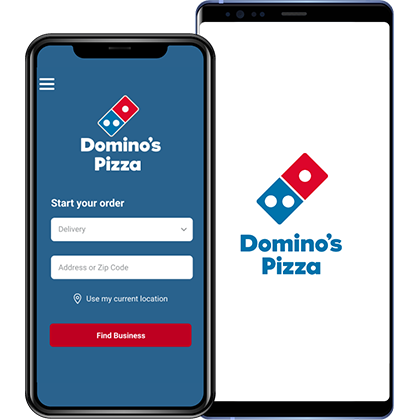 Domino's
Pizza
Start your order
Delivery
Address or Zip Code
Use my current location
Find Business
Domino's
Pizza